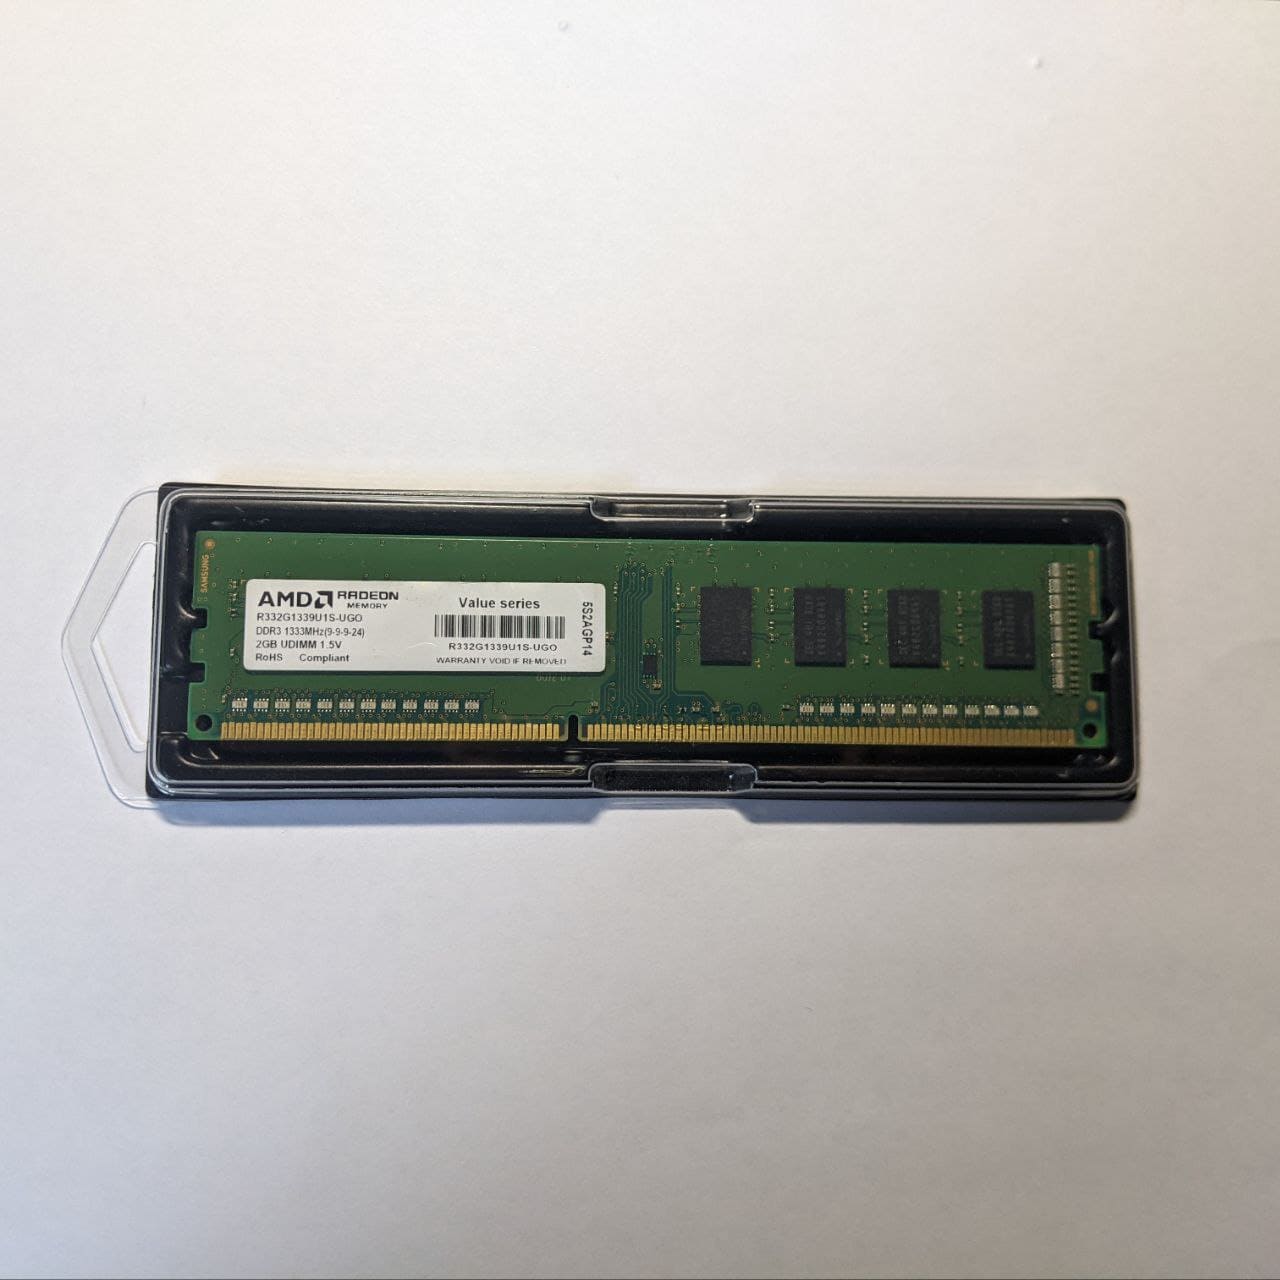 SAMSUNG
AMD RADEON
MEMORY
R332G1339U1S-UGO
DDR3 1333MHz(9-9-9-24)
2GB UDIMM 1.5V
RoHS Compliant
Value series
R332G1339U1S-UGO
WARRANTY VOID IF REMOVED
5S2AGP14